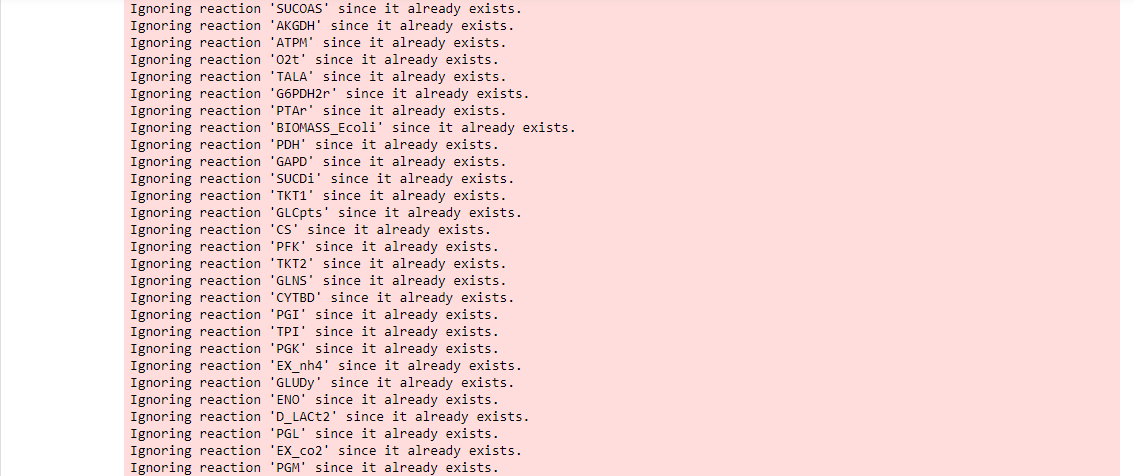 Ignoring reaction 'SUCOAS' since it already exists.
Ignoring reaction 'AKGDH' since it already exists.
Ignoring reaction 'ATPM' since it already exists.
Ignoring reaction 'O2t' since it already exists.
Ignoring reaction 'TALA' since it already exists.
Ignoring reaction 'G6PDH2r' since it already exists.
Ignoring reaction 'PTAr' since it already exists.
Ignoring reaction 'BIOMASS_Ecoli' since it already exists.
Ignoring reaction 'PDH' since it already exists.
Ignoring reaction 'GAPD' since it already exists.
Ignoring reaction 'SUCDi' since it already exists.
Ignoring reaction 'TKT1' since it already exists.
Ignoring reaction 'GLCpts' since it already exists.
Ignoring reaction 'CS' since it already exists.
Ignoring reaction 'PFK' since it already exists.
Ignoring reaction 'TKT2' since it already exists.
Ignoring reaction 'GLNS' since it already exists.
Ignoring reaction 'CYTBD' since it already exists.
Ignoring reaction 'PGI' since it already exists.
Ignoring reaction 'TPI' since it already exists.
Ignoring reaction 'PGK' since it already exists.
Ignoring reaction 'EX_nh4' since it already exists.
Ignoring reaction 'GLUDy' since it already exists.
Ignoring reaction 'ENO' since it already exists.
Ignoring reaction 'D_LACt2' since it already exists.
Ignoring reaction 'PGL' since it already exists.
Ignoring reaction 'EX_co2' since it already exists.
Ignoring reaction 'PGM' since it already exists.